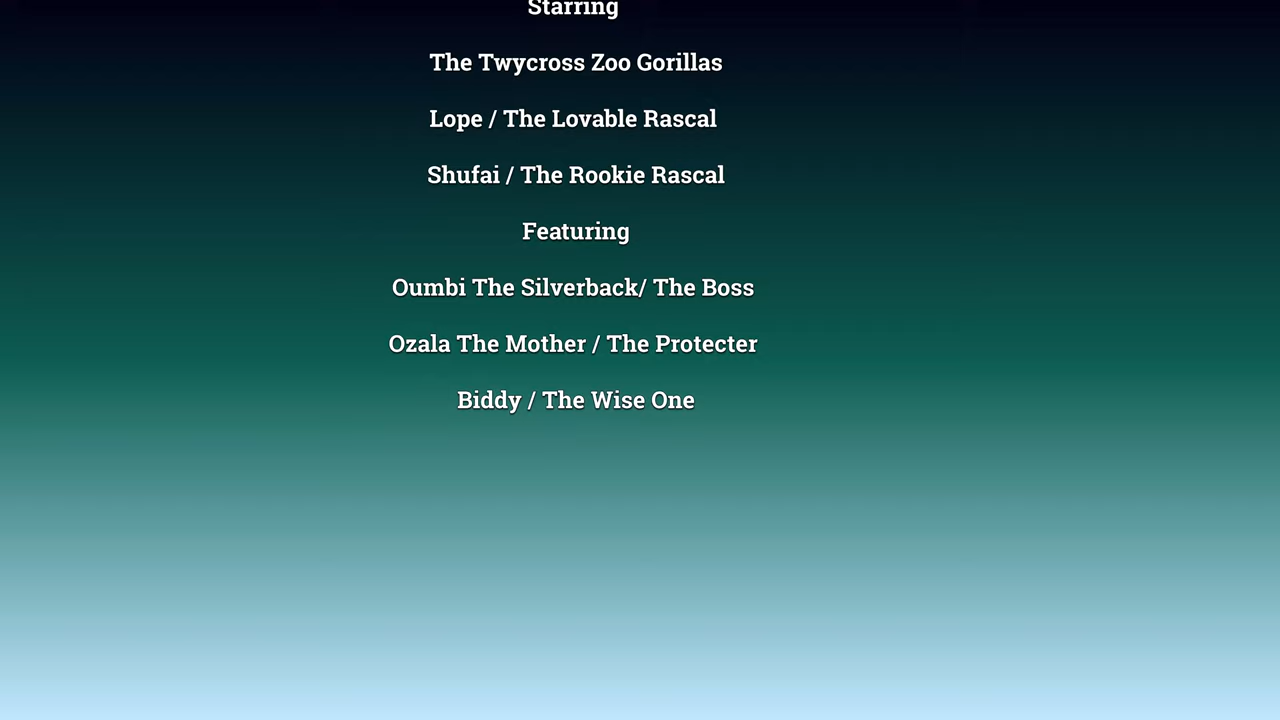 Starring
The Twycross Zoo Gorillas
Lope / The Lovable Rascal
Shufai / The Rookie Rascal
Featuring
Oumbi The Silverback/ The Boss
Ozala The Mother / The Protecter
Biddy / The Wise One